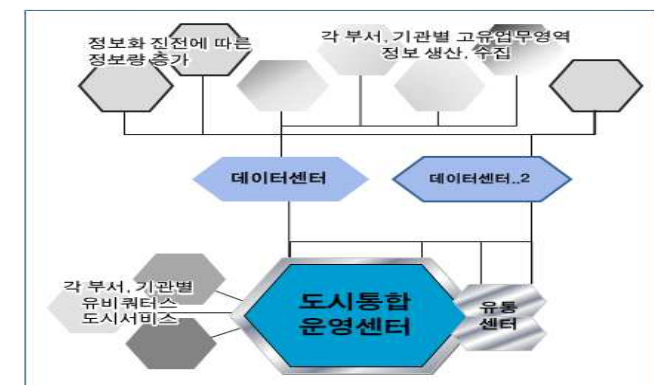 정보화 진전에 따른
정보량 증가
각 부서, 기관별 고유업무영역
정보 생산, 수집
데이터센터
데이터센터..2
각 부서, 기관별
유비쿼터스
도시서비스
도시통합
운영센터
유통
센터